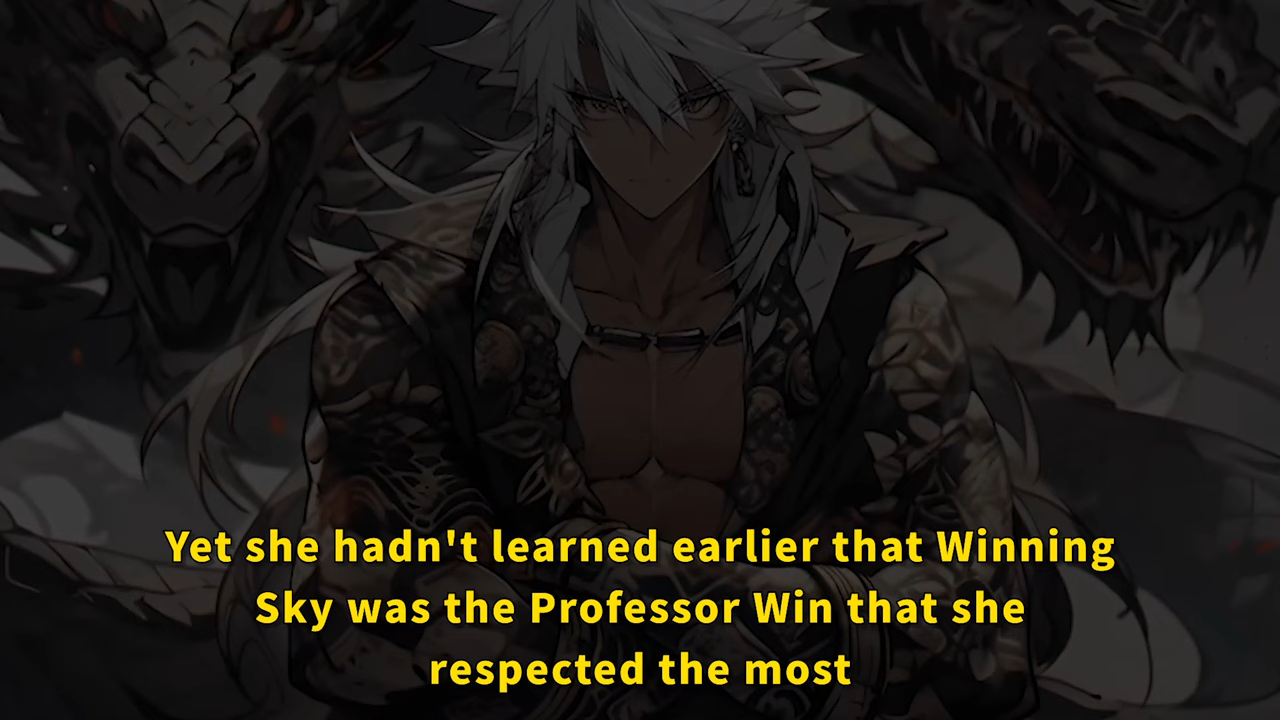 Yet she hadn't learned earlier that Winning
Sky was the Professor Win that she
respected the most